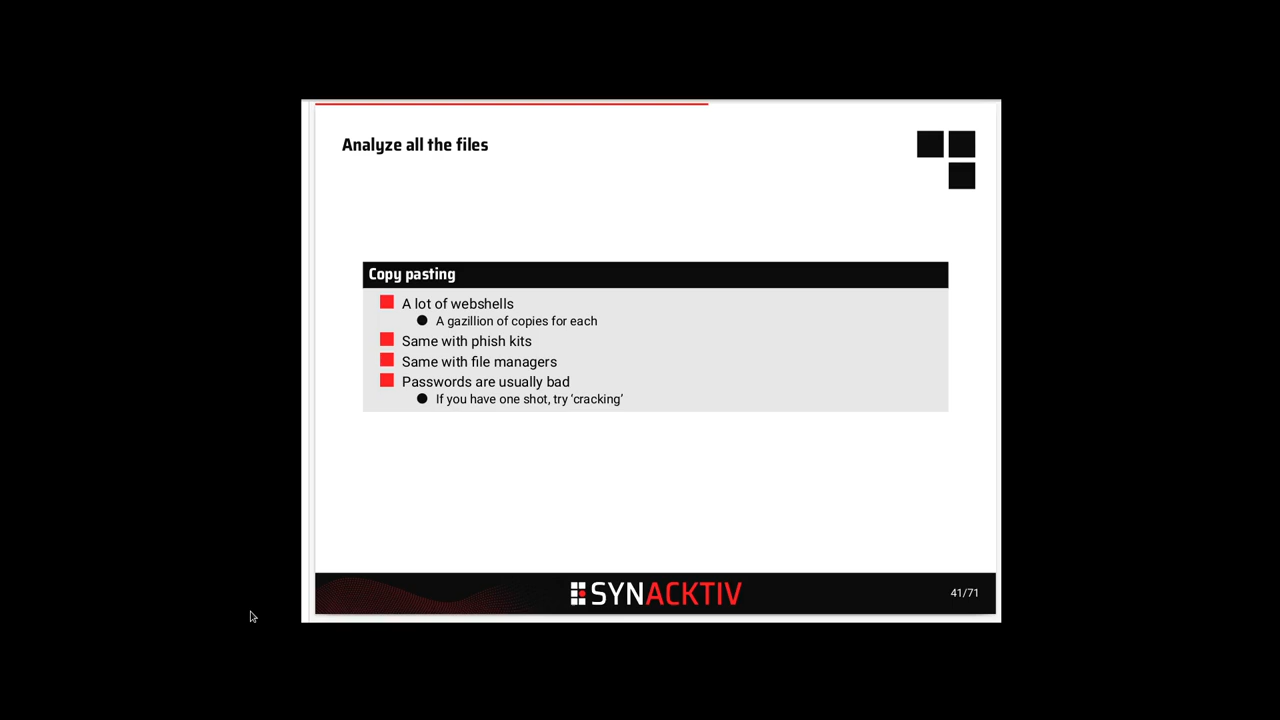 Analyze all the files
Copy pasting
A lot of webshells
A gazillion of copies for each
Same with phish kits
Same with file managers
Passwords are usually bad
If you have one shot, try ‘cracking’
SYNACKTIV
41/71